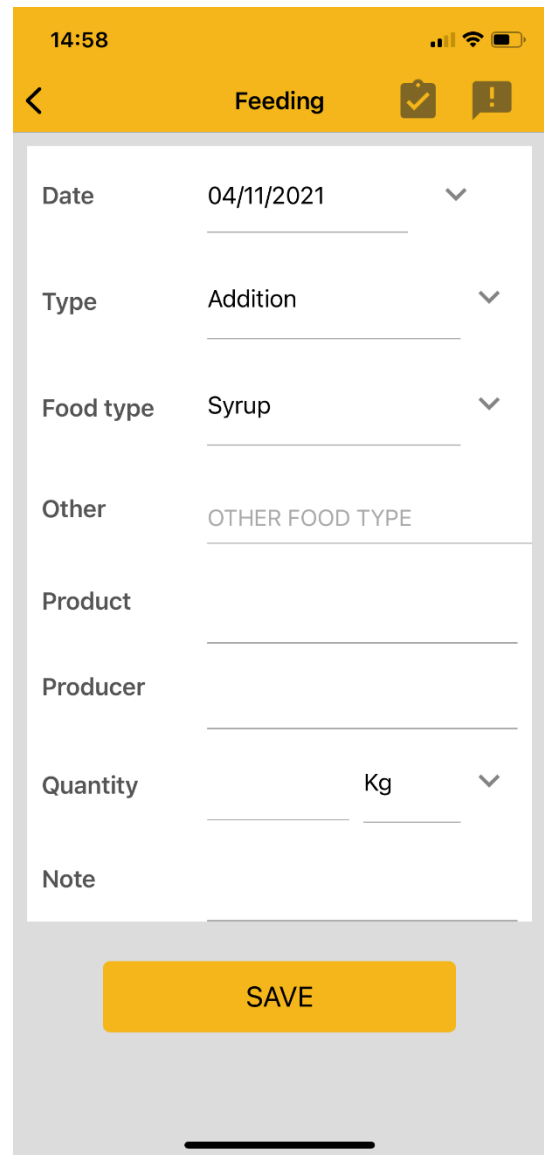 14:58
Feeding
Date 04/11/2021
Type Addition
Food type Syrup
Other OTHER FOOD TYPE
Product
Producer
Quantity Kg
Note
SAVE